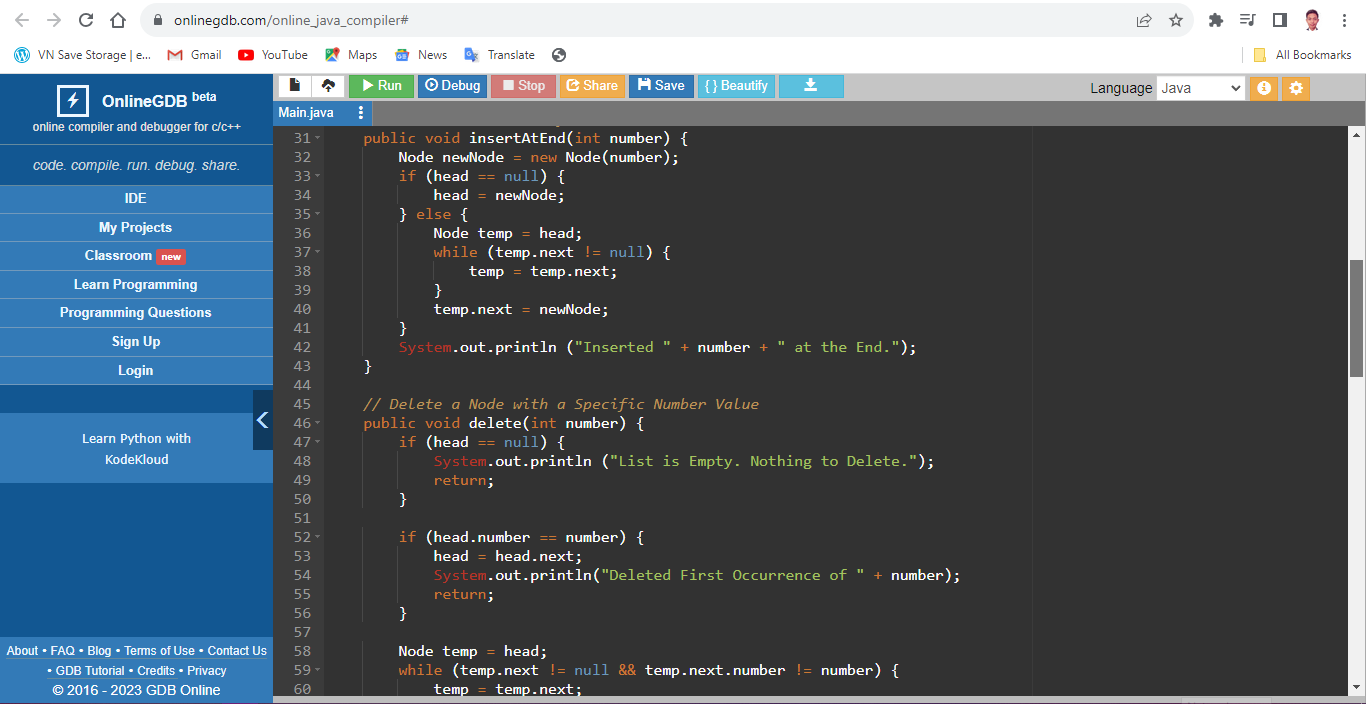 onlinegdb.com/online_java_compiler#
VN Save Storage | e... Gmail YouTube Maps News Translate All Bookmarks
OnlineGDB beta
online compiler and debugger for c/c++
code. compile. run. debug. share.
IDE
My Projects
Classroom new
Learn Programming
Programming Questions
Sign Up
Login
Learn Python with
KodeKloud
About • FAQ • Blog • Terms of Use • Contact Us
• GDB Tutorial • Credits • Privacy
© 2016 - 2023 GDB Online
Run Debug Stop Share Save { } Beautify Language Java
Main.java
31 public void insertAtEnd(int number) {
32 Node newNode = new Node(number);
33 if (head == null) {
34 head = newNode;
35 } else {
36 Node temp = head;
37 while (temp.next != null) {
38 temp = temp.next;
39 }
40 temp.next = newNode;
41 }
42 System.out.println ("Inserted " + number + " at the End.");
43 }
44
45 // Delete a Node with a Specific Number Value
46 public void delete(int number) {
47 if (head == null) {
48 System.out.println ("List is Empty. Nothing to Delete.");
49 return;
50 }
51
52 if (head.number == number) {
53 head = head.next;
54 System.out.println("Deleted First Occurrence of " + number);
55 return;
56 }
57
58 Node temp = head;
59 while (temp.next != null && temp.next.number != number) {
60 temp = temp.next;